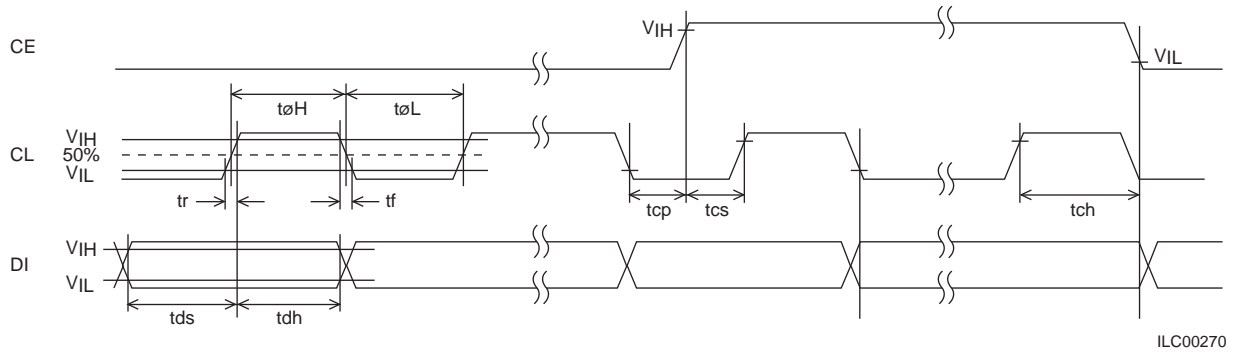 CE
VIH
VIL
tøH
tøL
CL
VIH
50%
VIL
tr
tf
tcp
tcs
tch
DI
VIH
VIL
tds
tdh
ILC00270